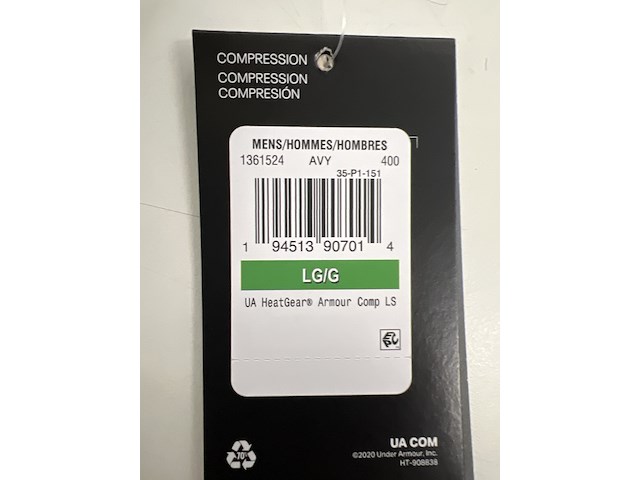 COMPRESSION
COMPRESSION
COMPRESIÓN
MENS/HOMMES/HOMBRES
1361524 AVY 400
35-P1-151
1 94513 90701 4
LG/G
UA HeatGear® Armour Comp LS
70%
UA COM
©2020 Under Armour, Inc.
HT-908838